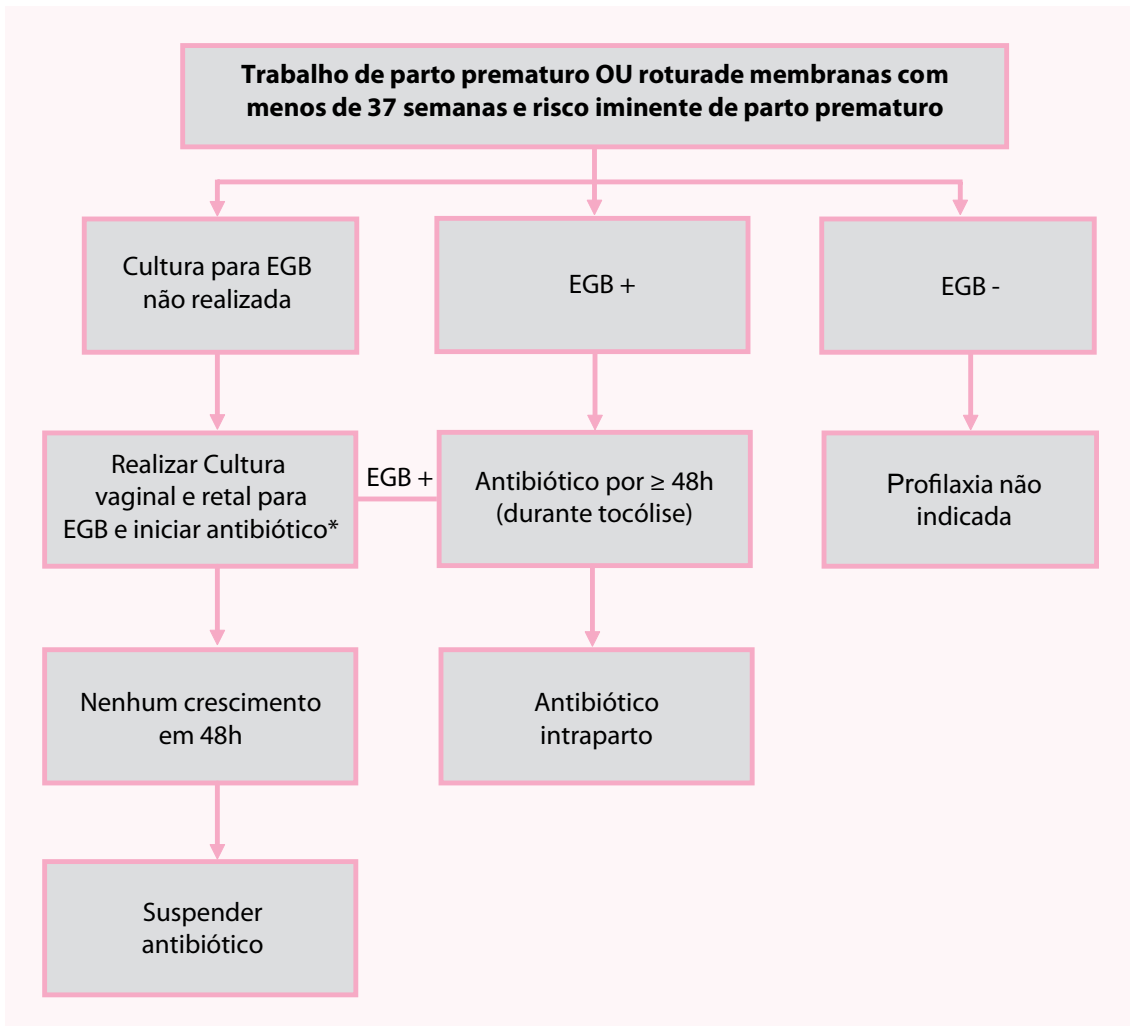 Trabalho de parto prematuro OU roturade membranas com
menos de 37 semanas e risco iminente de parto prematuro
Cultura para EGB
não realizada
EGB +
EGB -
Realizar Cultura
vaginal e retal para
EGB e iniciar antibiótico*
EGB +
Antibiótico por ≥ 48h
(durante tocólise)
Profilaxia não
indicada
Nenhum crescimento
em 48h
Antibiótico
intraparto
Suspender
antibiótico